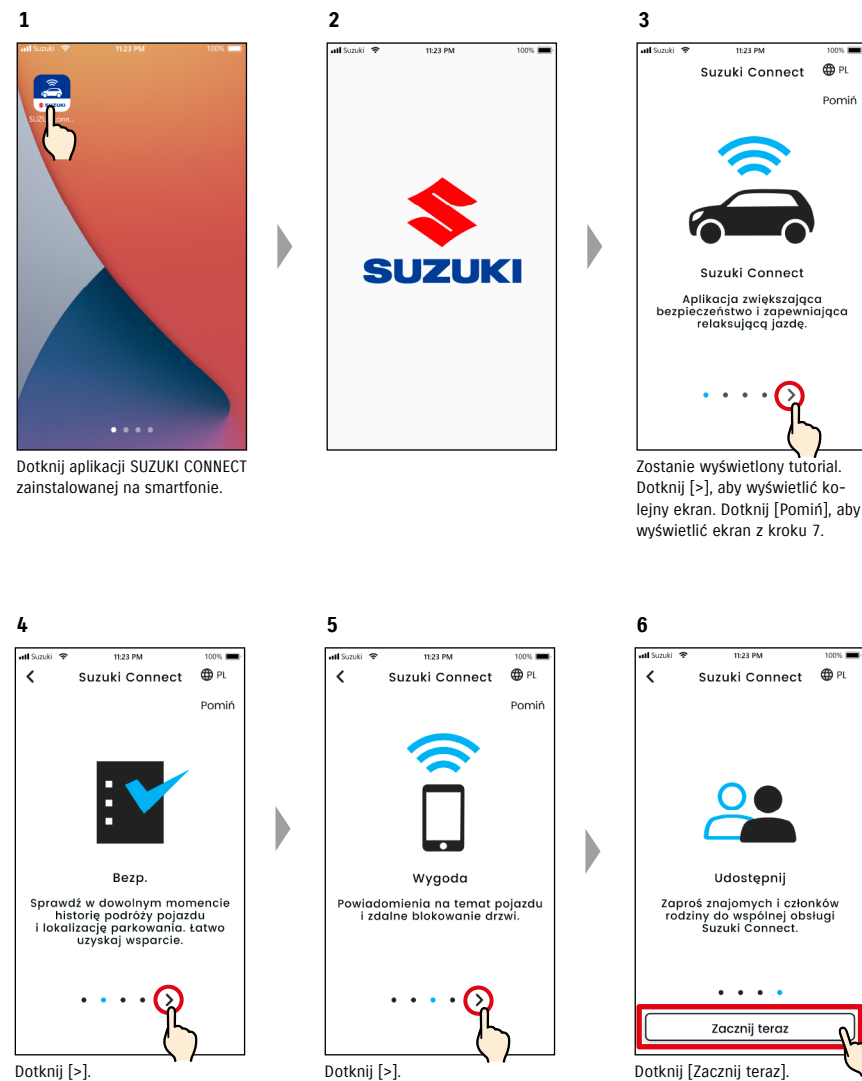 1
Suzuki 11:23 PM 100%
SUZUKI
Dotknij aplikacji SUZUKI CONNECT
zainstalowanej na smartfonie.
2
Suzuki 11:23 PM 100%
SUZUKI
3
Suzuki 11:23 PM 100%
Suzuki Connect PL
Pomiń
Suzuki Connect
Aplikacja zwiększająca
bezpieczeństwo i zapewniająca
relaksującą jazdę.
>
Zostanie wyświetlony tutorial.
Dotknij [>], aby wyświetlić ko-
lejny ekran. Dotknij [Pomiń], aby
wyświetlić ekran z kroku 7.
4
Suzuki 11:23 PM 100%
< Suzuki Connect PL
Pomiń
Bezp.
Sprawdź w dowolnym momencie
historię podróży pojazdu
i lokalizację parkowania. Łatwo
uzyskaj wsparcie.
>
Dotknij [>].
5
Suzuki 11:23 PM 100%
< Suzuki Connect PL
Pomiń
Wygoda
Powiadomienia na temat pojazdu
i zdalne blokowanie drzwi.
>
Dotknij [>].
6
Suzuki 11:23 PM 100%
< Suzuki Connect PL
Udostępnij
Zaproś znajomych i członków
rodziny do wspólnej obsługi
Suzuki Connect.
Zacznij teraz
Dotknij [Zacznij teraz].